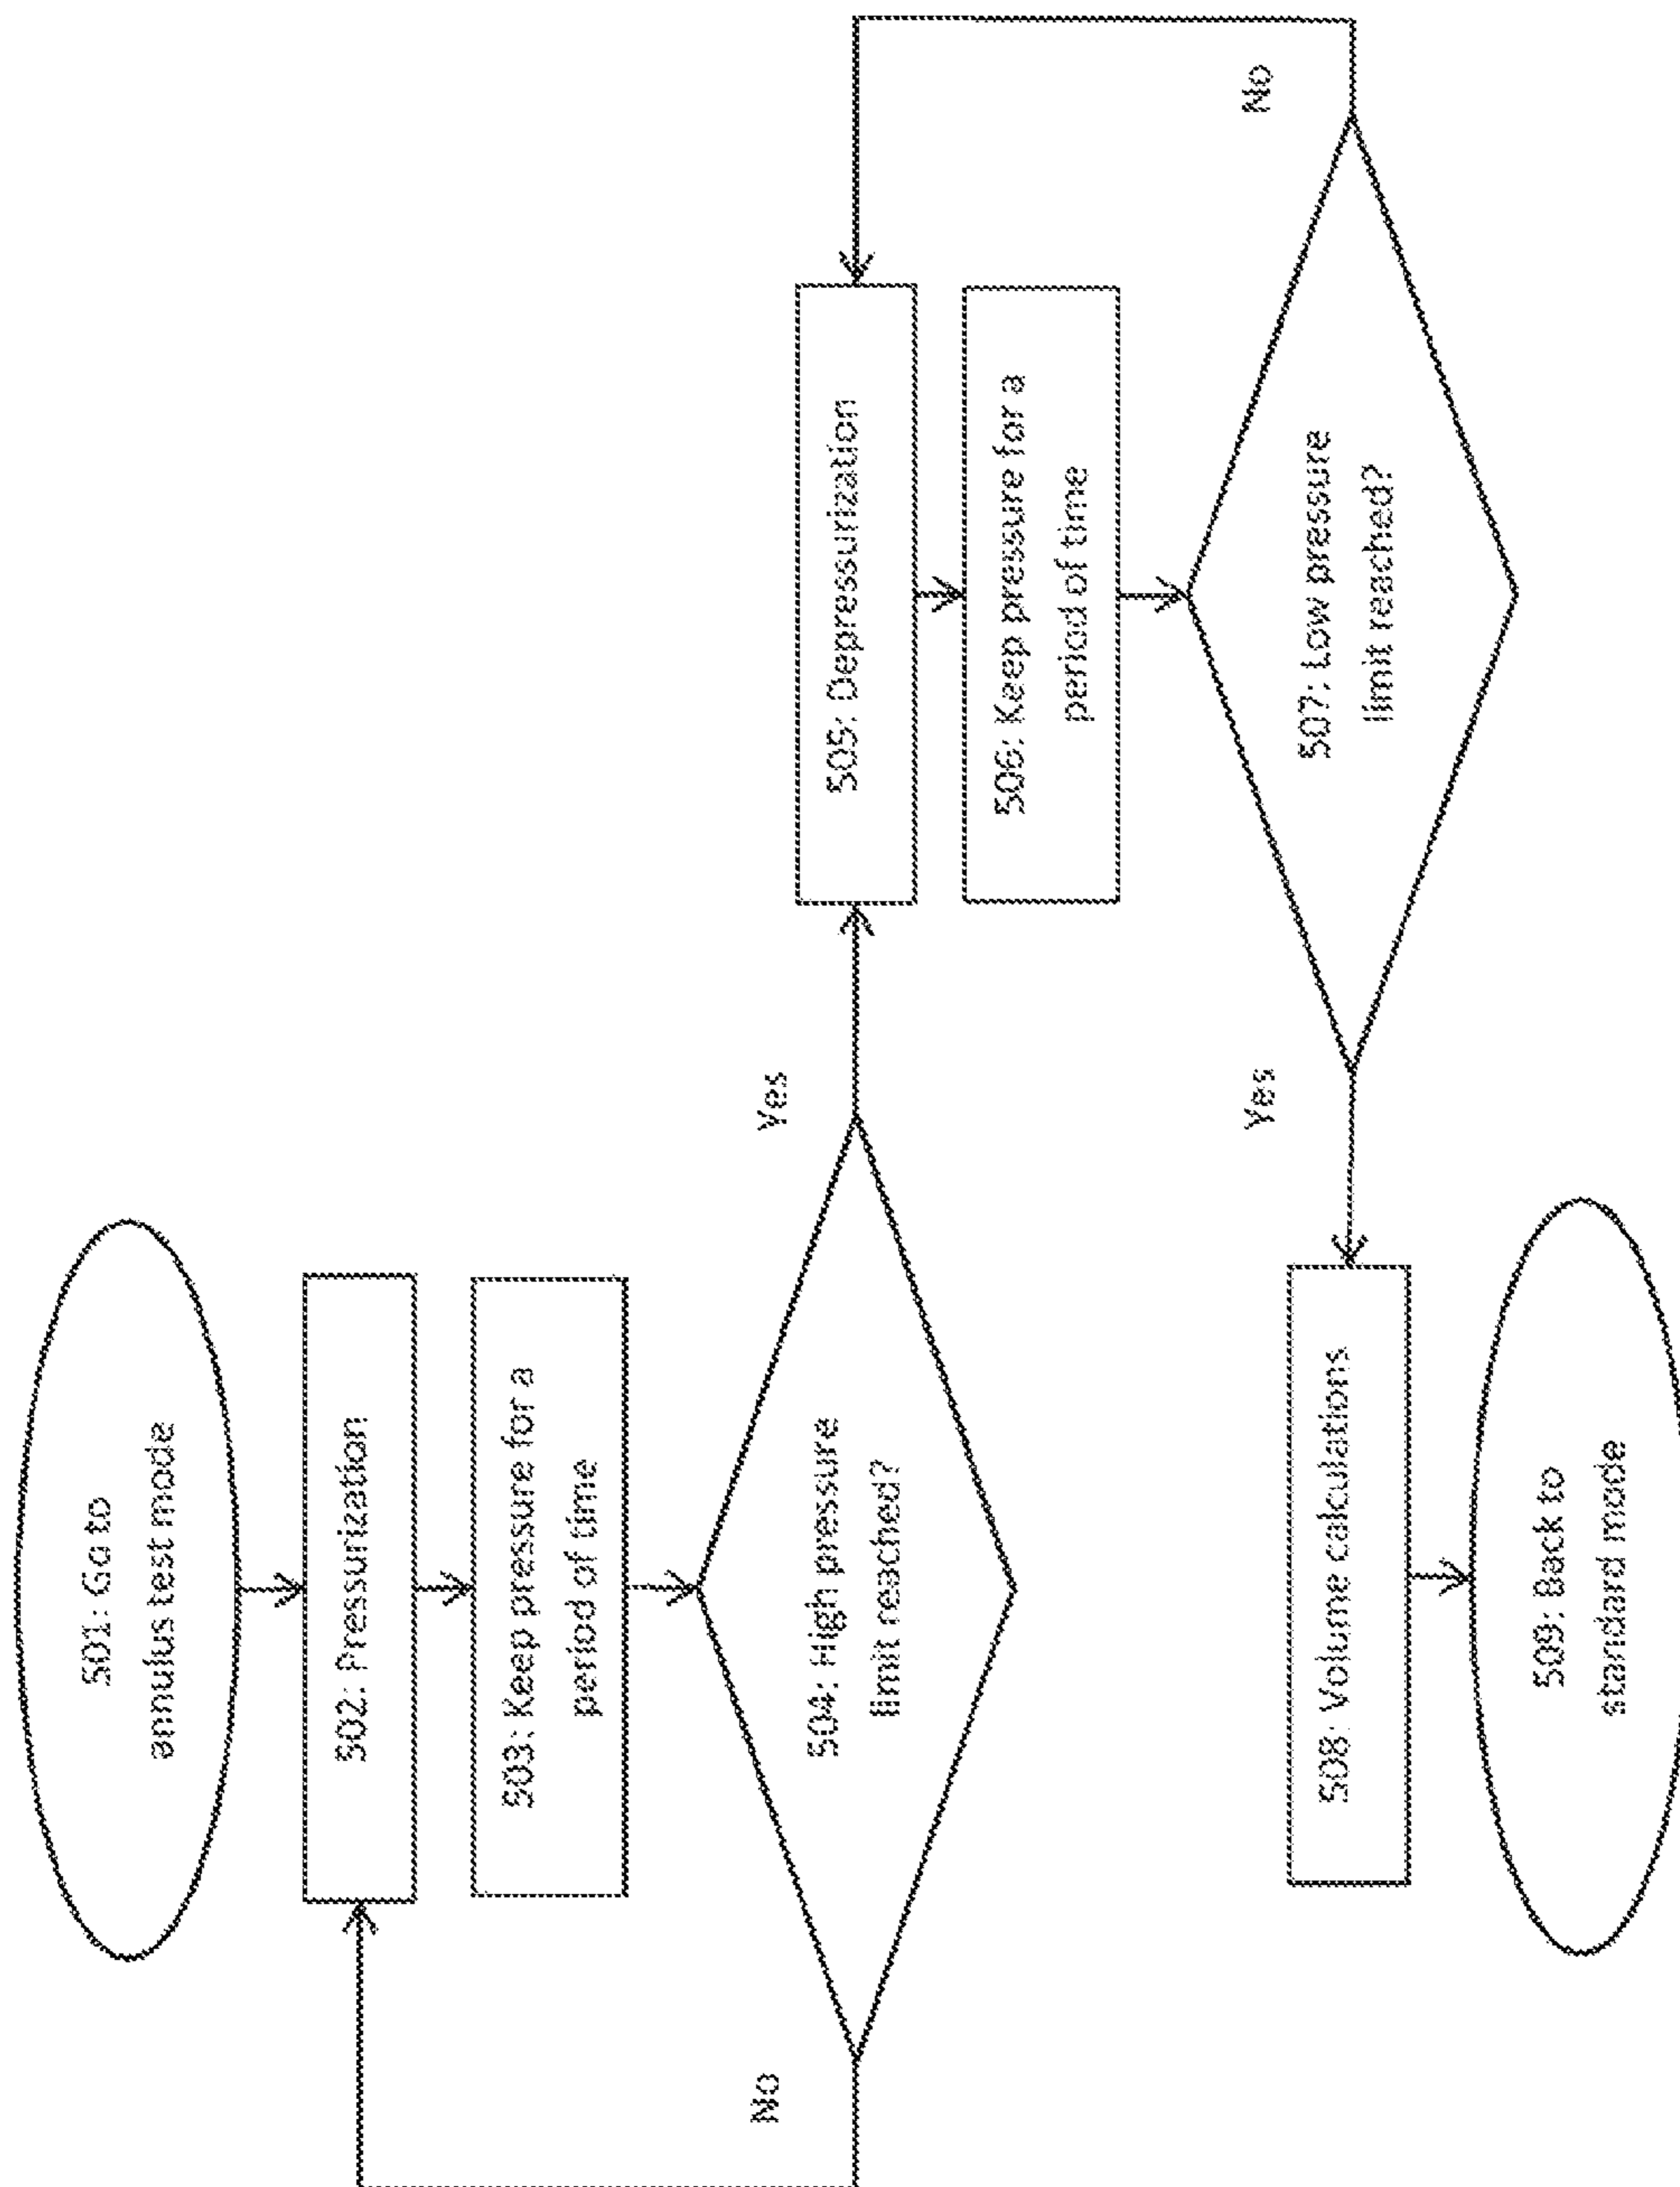 501: Go to
annulus test mode
502: Pressurization
503: Keep pressure for a
period of time
504: High pressure
limit reached?
No
Yes
505: Depressurization
506: Keep pressure for a
period of time
507: Low pressure
limit reached?
No
Yes
508: Volume calculations
509: Back to
standard mode